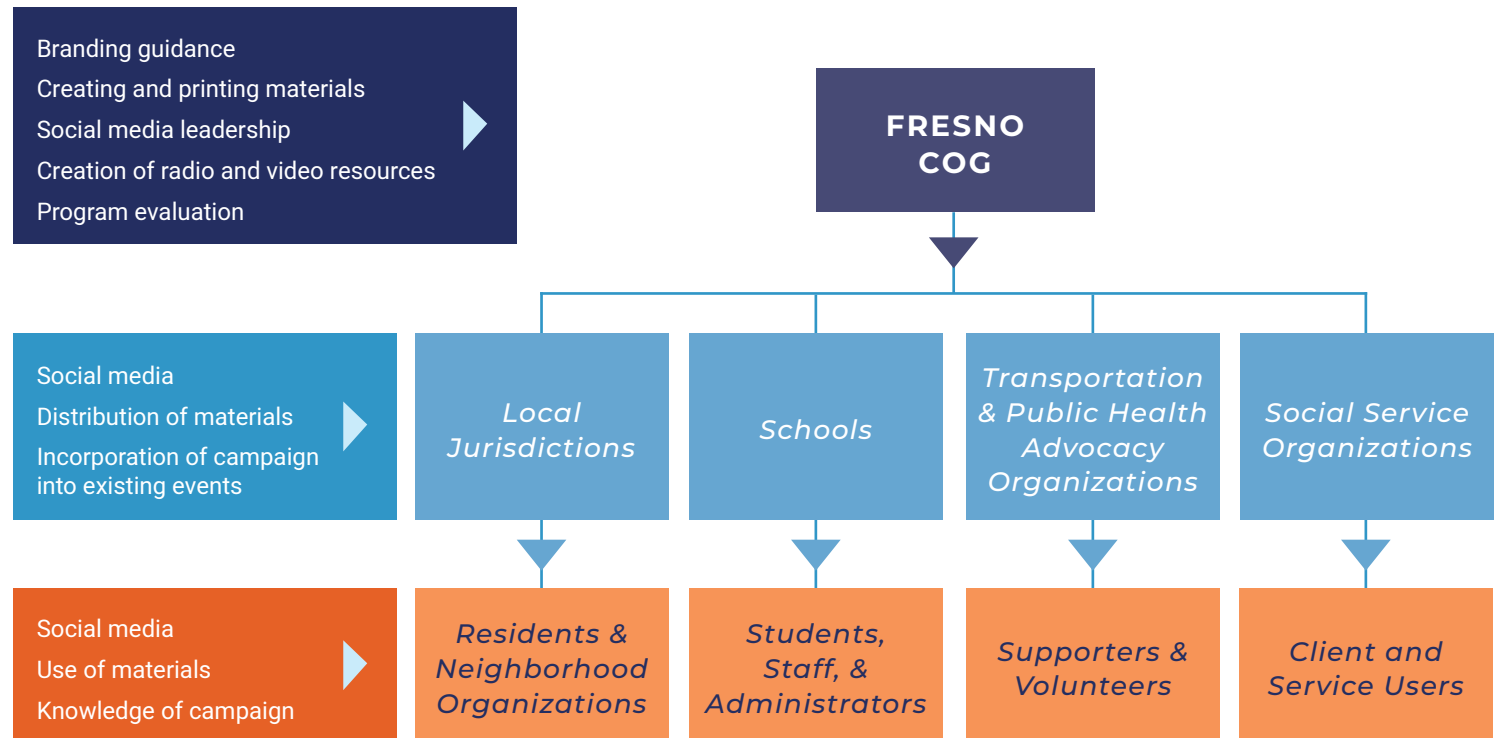 Branding guidance
Creating and printing materials
Social media leadership
Creation of radio and video resources
Program evaluation
FRESNO
COG
Social media
Distribution of materials
Incorporation of campaign
into existing events
Local
Jurisdictions
Schools
Transportation
& Public Health
Advocacy
Organizations
Social Service
Organizations
Social media
Use of materials
Knowledge of campaign
Residents &
Neighborhood
Organizations
Students,
Staff, &
Administrators
Supporters &
Volunteers
Client and
Service Users